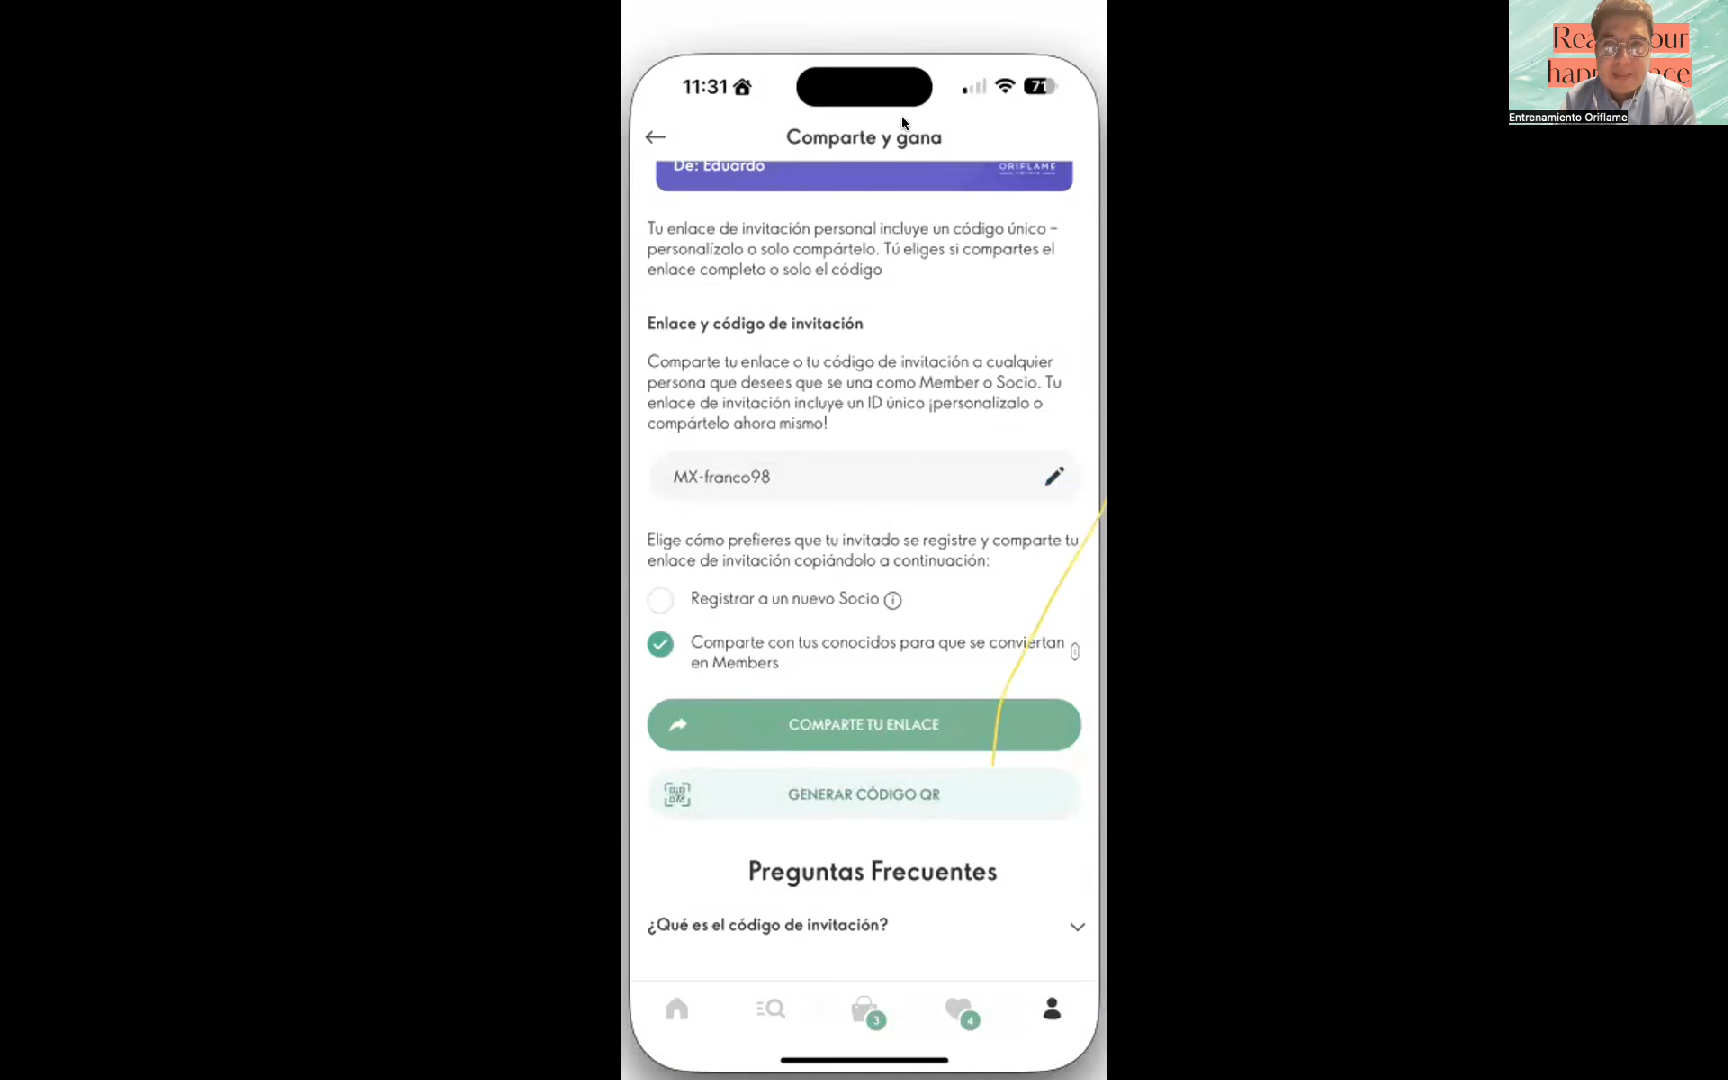 11:31
71
Comparte y gana
De: Eduardo
ORIFLAME
Tu enlace de invitación personal incluye un código único -
personalízalo o solo compártelo. Tú eliges si compartes el
enlace completo o solo el código
Enlace y código de invitación
Comparte tu enlace o tu código de invitación a cualquier
persona que desees que se una como Member o Socio. Tu
enlace de invitación incluye un ID único ¡personalízalo o
compártelo ahora mismo!
MX-franco98
Elige cómo prefieres que tu invitado se registre y comparte tu
enlace de invitación copiándolo a continuación:
Registrar a un nuevo Socio
Comparte con tus conocidos para que se conviertan
en Members
COMPARTE TU ENLACE
GENERAR CÓDIGO QR
Preguntas Frecuentes
¿Qué es el código de invitación?
3
4
Entrenamiento Oriflame